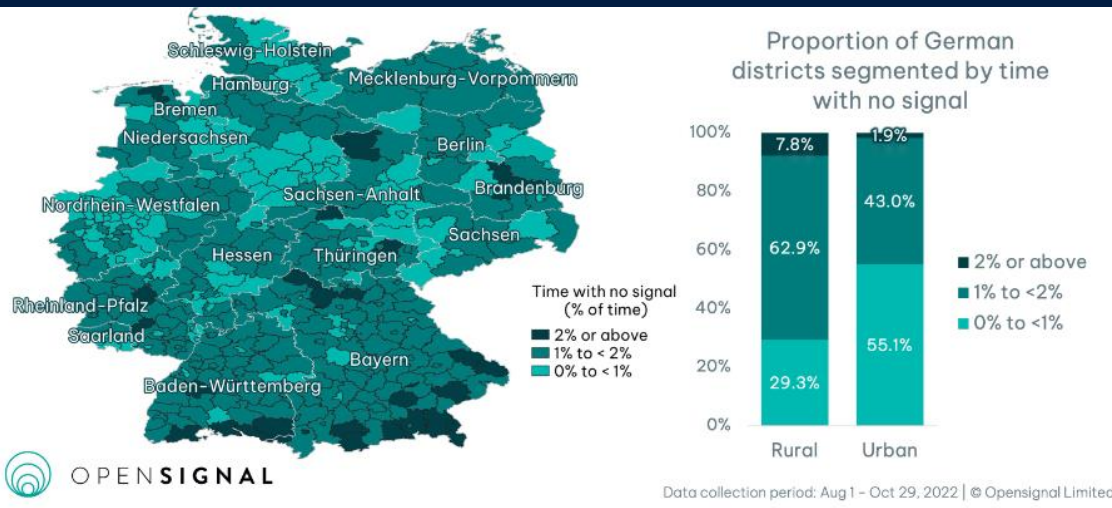 Schleswig-Holstein
Hamburg
Mecklenburg-Vorpommern
Bremen
Niedersachsen
Berlin
Sachsen-Anhalt
Brandenburg
Nordrhein-Westfalen
Sachsen
Hessen
Thüringen
Rheinland-Pfalz
Saarland
Bayern
Baden-Württemberg
Time with no signal
(% of time)
2% or above
1% to < 2%
0% to < 1%
OPENSIGNAL
Proportion of German
districts segmented by time
with no signal
100%
80%
60%
40%
20%
0%
7.8%
62.9%
29.3%
1.9%
43.0%
55.1%
Rural
Urban
2% or above
1% to <2%
0% to <1%
Data collection period: Aug 1 - Oct 29, 2022 | © Opensignal Limited